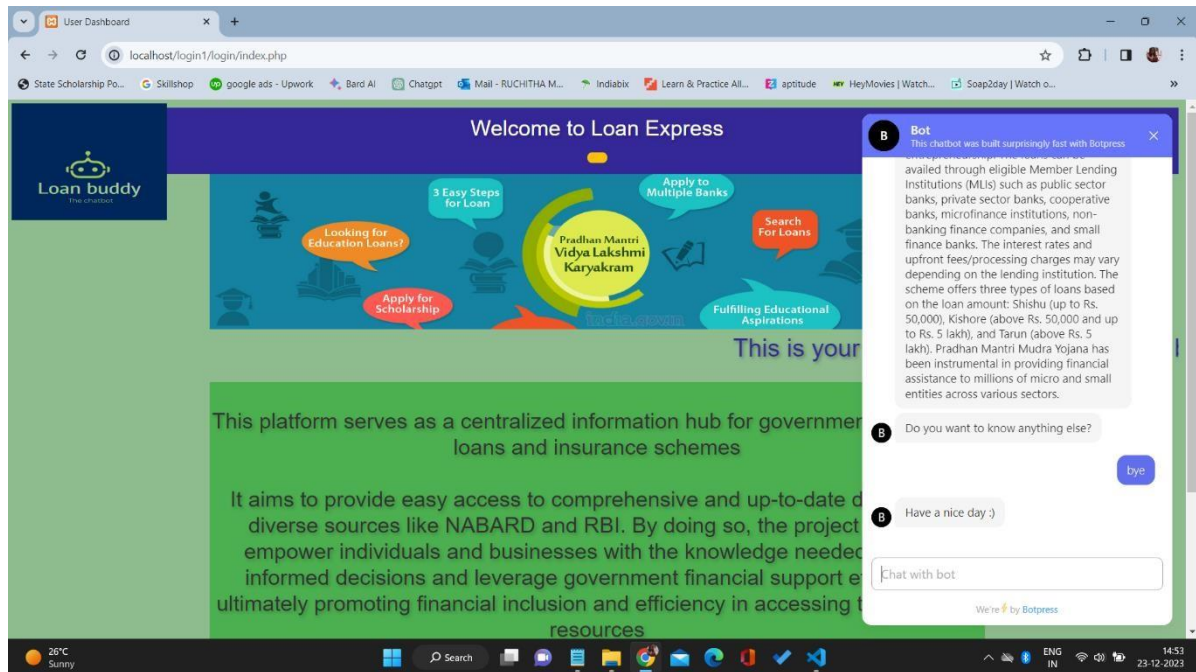 User Dashboard
localhost/login1/login/index.php
State Scholarship Po...
Skillshop
google ads - Upwork
Bard AI
Chatgpt
Mail - RUCHITHA M...
Indiabix
Learn & Practice All...
aptitude
HeyMovies | Watch...
Soap2day | Watch o...
»
Loan buddy
The chatbot
Welcome to Loan Express
3 Easy Steps
for Loan
Apply to
Multiple Banks
Looking for
Education Loans?
Pradhan Mantri
Vidya Lakshmi
Karyakram
Search
For Loans
Apply for
Scholarship
Fulfilling Educational
Aspirations
india.gov.in
This is your
This platform serves as a centralized information hub for governmen
loans and insurance schemes
It aims to provide easy access to comprehensive and up-to-date d
diverse sources like NABARD and RBI. By doing so, the project
empower individuals and businesses with the knowledge needed
informed decisions and leverage government financial support e
ultimately promoting financial inclusion and efficiency in accessing t
resources
B
Bot
This chatbot was built surprisingly fast with Botpress
availed through eligible Member Lending
Institutions (MLIs) such as public sector
banks, private sector banks, cooperative
banks, microfinance institutions, non-
banking finance companies, and small
finance banks. The interest rates and
upfront fees/processing charges may vary
depending on the lending institution. The
scheme offers three types of loans based
on the loan amount: Shishu (up to Rs.
50,000), Kishore (above Rs. 50,000 and up
to Rs. 5 lakh), and Tarun (above Rs. 5
lakh). Pradhan Mantri Mudra Yojana has
been instrumental in providing financial
assistance to millions of micro and small
entities across various sectors.
B
Do you want to know anything else?
bye
B
Have a nice day :)
Chat with bot
We're ⚡ by Botpress
26°C
Sunny
Search
ENG
IN
14:53
23-12-2023